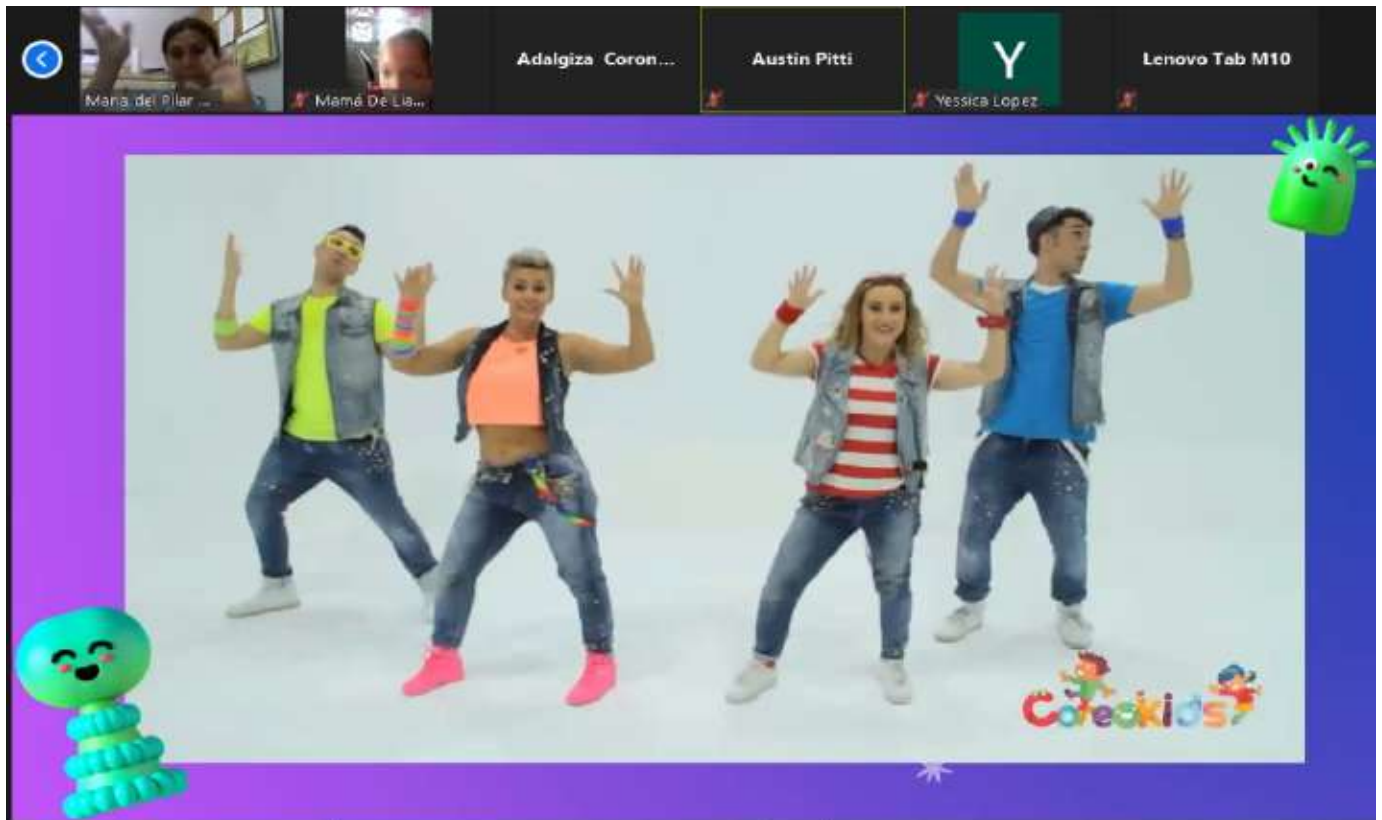 Maria del Pilar ...
Mamá De Lia...
Adalgiza Coron...
Austin Pitti
Y
Yessica Lopez
Lenovo Tab M10
Coreokids